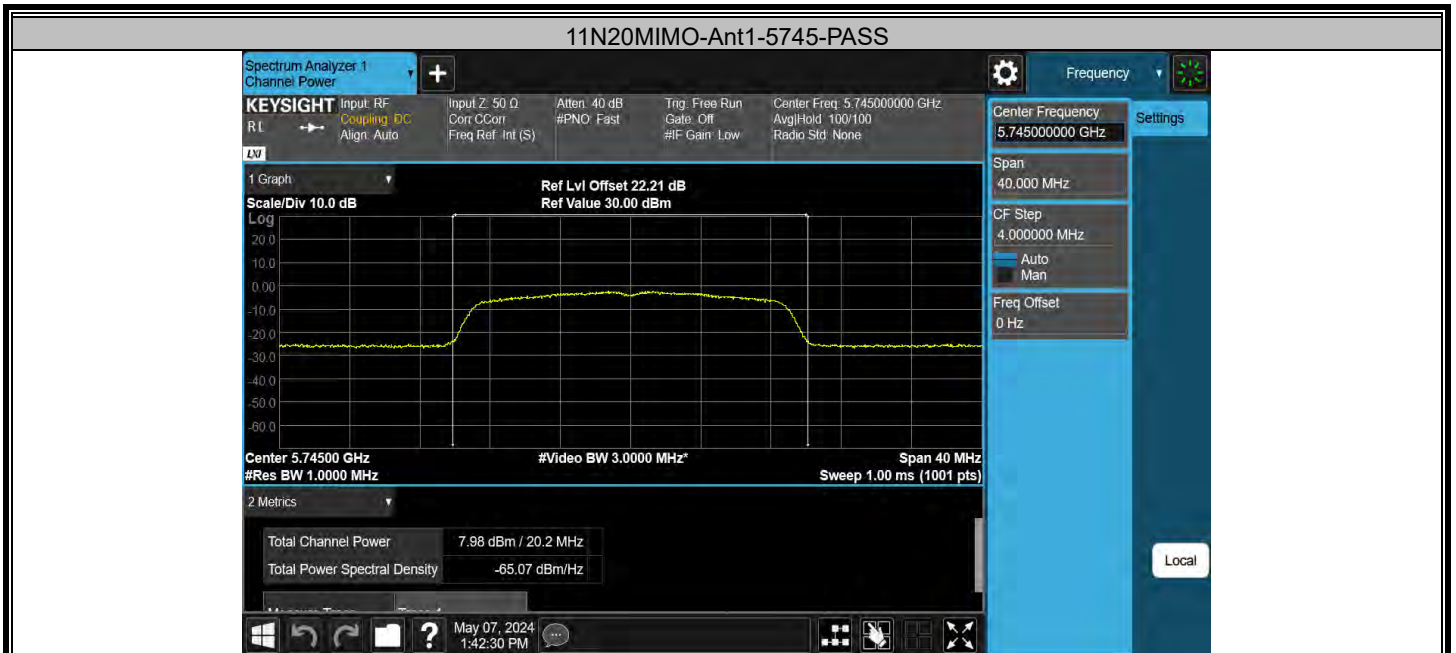 11N20MIMO-Ant1-5745-PASS
Spectrum Analyzer 1
Channel Power
Frequency
KEYSIGHT
RL
LXI
Input: RF
Coupling: DC
Align: Auto
Input Z: 50 Ω
Corr CCorr
Freq Ref: Int (S)
Atten: 40 dB
#PNO: Fast
Trig: Free Run
Gate: Off
#IF Gain: Low
Center Freq: 5.745000000 GHz
Avg|Hold: 100/100
Radio Std: None
Center Frequency
5.745000000 GHz
Settings
Span
40.000 MHz
CF Step
4.000000 MHz
Auto
Man
Freq Offset
0 Hz
Local
1 Graph
Scale/Div 10.0 dB
Ref Lvl Offset 22.21 dB
Ref Value 30.00 dBm
Log
20.0
10.0
0.00
-10.0
-20.0
-30.0
-40.0
-50.0
-60.0
Center 5.74500 GHz
#Video BW 3.0000 MHz*
Span 40 MHz
#Res BW 1.0000 MHz
Sweep 1.00 ms (1001 pts)
2 Metrics
Total Channel Power 7.98 dBm / 20.2 MHz
Total Power Spectral Density -65.07 dBm/Hz
?
May 07, 2024
1:42:30 PM